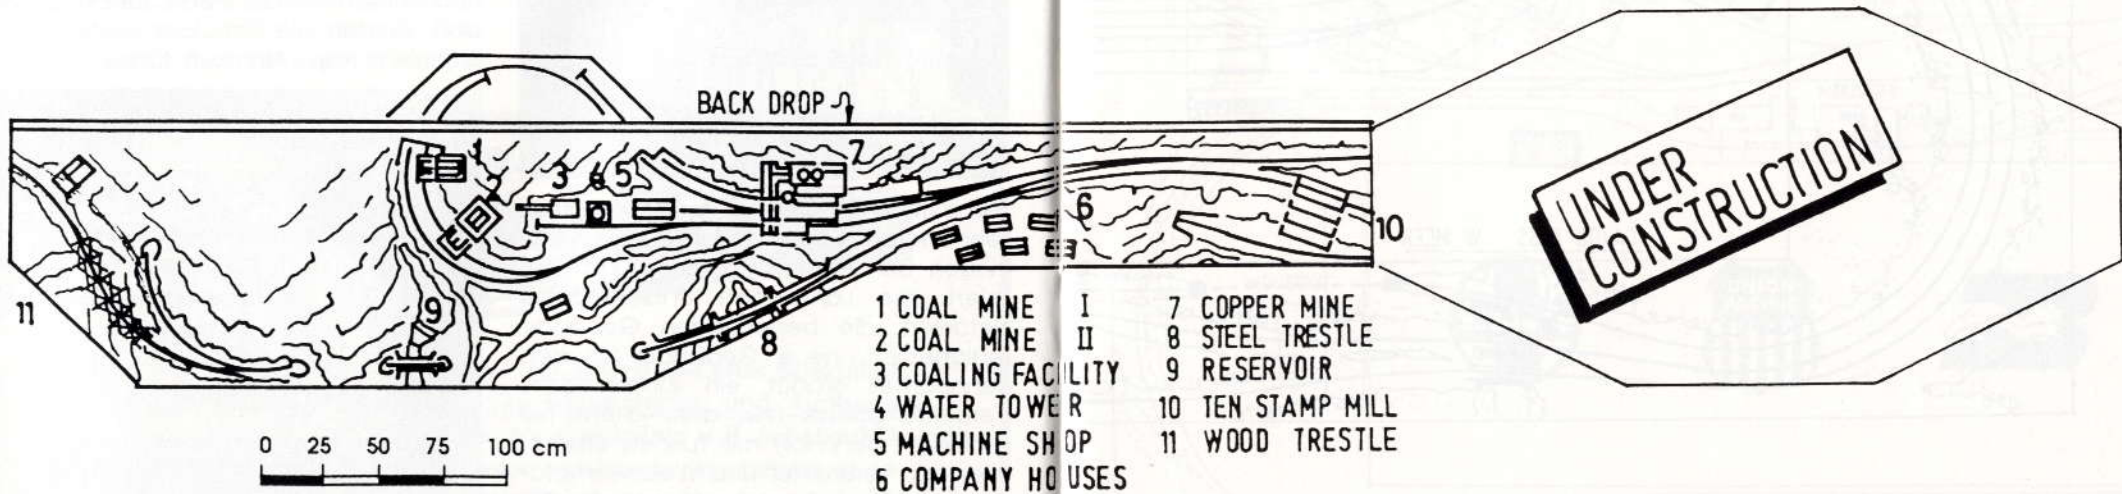 BACK DROP
1
2
3
4
5
7
6
8
9
10
11
UNDER
CONSTRUCTION
1 COAL MINE I
2 COAL MINE II
3 COALING FACILITY
4 WATER TOWER
5 MACHINE SHOP
6 COMPANY HOUSES
7 COPPER MINE
8 STEEL TRESTLE
9 RESERVOIR
10 TEN STAMP MILL
11 WOOD TRESTLE
0 25 50 75 100 cm